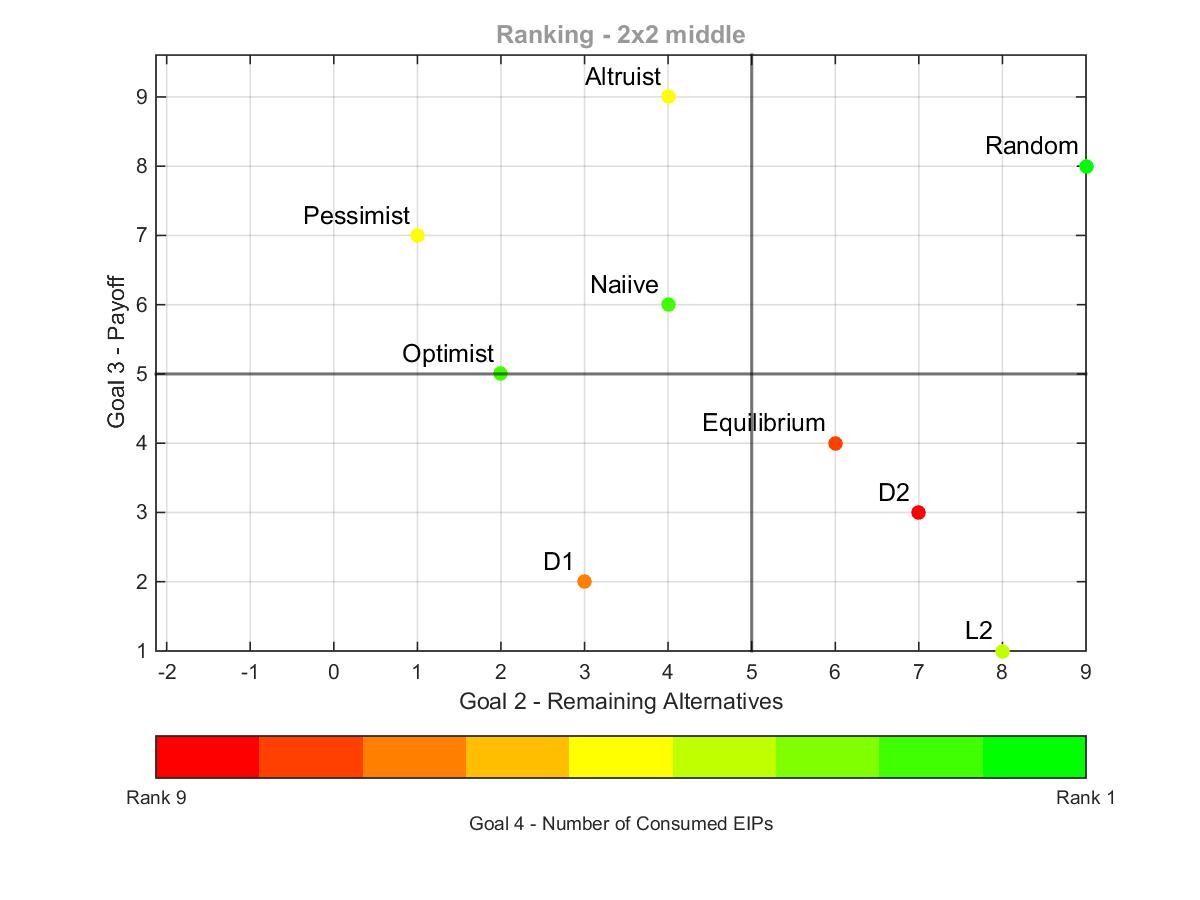 Ranking - 2x2 middle
Altruist
Random
Pessimist
Naiive
Optimist
Equilibrium
D2
D1
L2
9
8
7
6
5
4
3
2
1
Goal 3 - Payoff
-2 -1 0 1 2 3 4 5 6 7 8 9
Goal 2 - Remaining Alternatives
Rank 9 Rank 1
Goal 4 - Number of Consumed EIPs